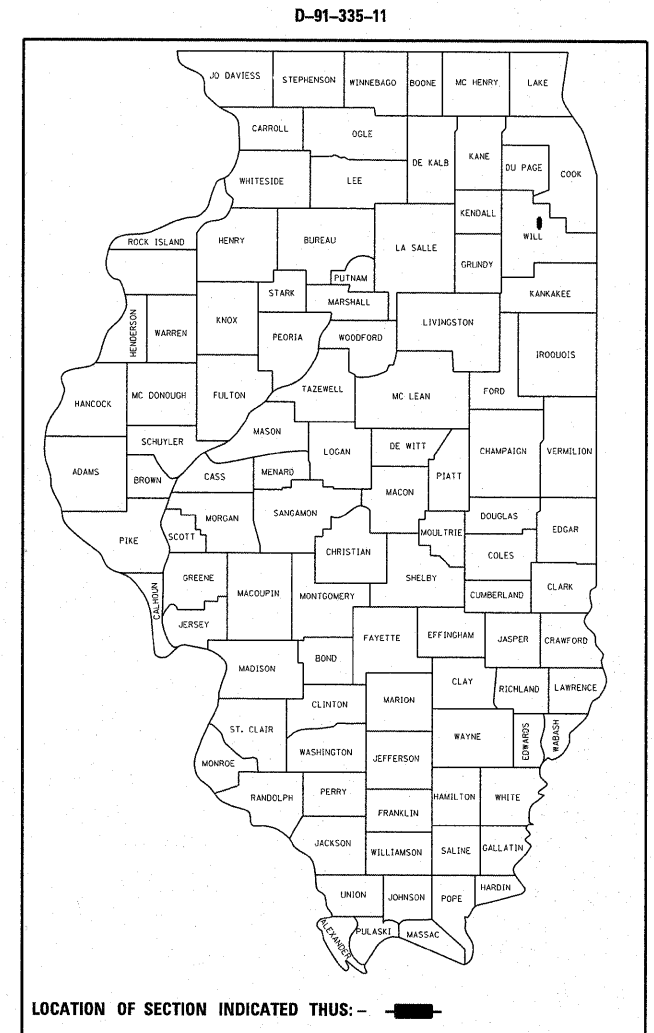 D-91-335-11
JO DAVIESS
STEPHENSON
WINNEBAGO
BOONE
MC HENRY
LAKE
CARROLL
OGLE
DE KALB
KANE
DU PAGE
COOK
WHITESIDE
LEE
KENDALL
WILL
ROCK ISLAND
HENRY
BUREAU
LA SALLE
GRUNDY
PUTNAM
STARK
MARSHALL
KANKAKEE
HENDERSON
WARREN
KNOX
PEORIA
WOODFORD
LIVINGSTON
IROQUOIS
HANCOCK
MC DONOUGH
FULTON
TAZEWELL
MC LEAN
FORD
MASON
SCHUYLER
LOGAN
DE WITT
CHAMPAIGN
VERMILION
ADAMS
BROWN
CASS
MENARD
PIATT
MACON
MORGAN
SANGAMON
DOUGLAS
EDGAR
PIKE
SCOTT
CHRISTIAN
MOULTRIE
COLES
GREENE
SHELBY
CALHOUN
MACOUPIN
MONTGOMERY
CUMBERLAND
CLARK
JERSEY
FAYETTE
EFFINGHAM
JASPER
CRAWFORD
MADISON
BOND
CLAY
RICHLAND
LAWRENCE
CLINTON
MARION
ST. CLAIR
WAYNE
EDWARDS
WABASH
WASHINGTON
JEFFERSON
MONROE
RANDOLPH
PERRY
HAMILTON
WHITE
FRANKLIN
JACKSON
WILLIAMSON
SALINE
GALLATIN
UNION
JOHNSON
POPE
HARDIN
ALEXANDER
PULASKI
MASSAC
LOCATION OF SECTION INDICATED THUS: –